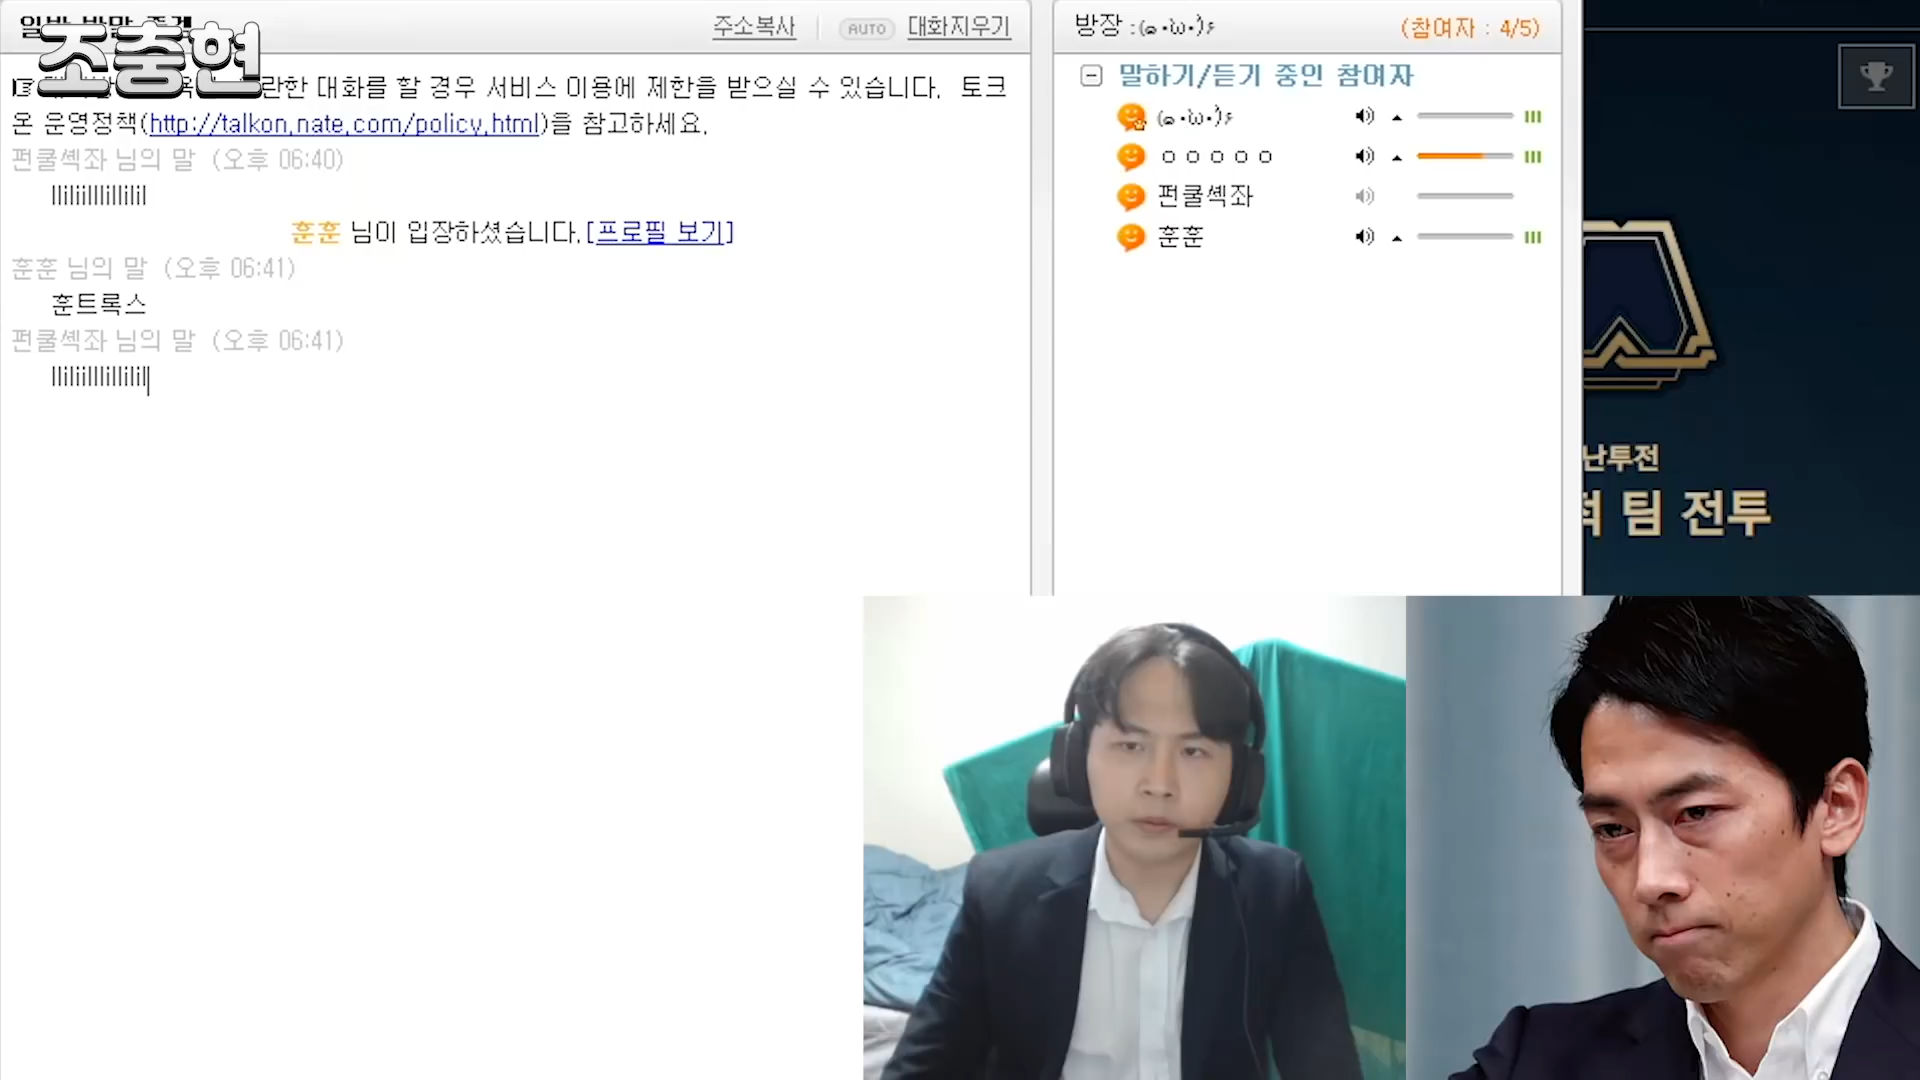 조충현
주소복사 | AUTO 대화지우기
란한 대화를 할 경우 서비스 이용에 제한을 받으실 수 있습니다. 토크
온 운영정책(http://talkon.nate.com/policy.html)을 참고하세요.
펀쿨섹좌 님의 말 (오후 06:40)
훈훈 님이 입장하셨습니다.[프로필 보기]
훈훈 님의 말 (오후 06:41)
훈트록스
펀쿨섹좌 님의 말 (오후 06:41)
방장 :(๑•̀ω•́)۶
(참여자 : 4/5)
말하기/듣기 중인 참여자
(๑•̀ω•́)۶
ㅇㅇㅇㅇㅇ
펀쿨섹좌
훈훈
난투전
팀 전투